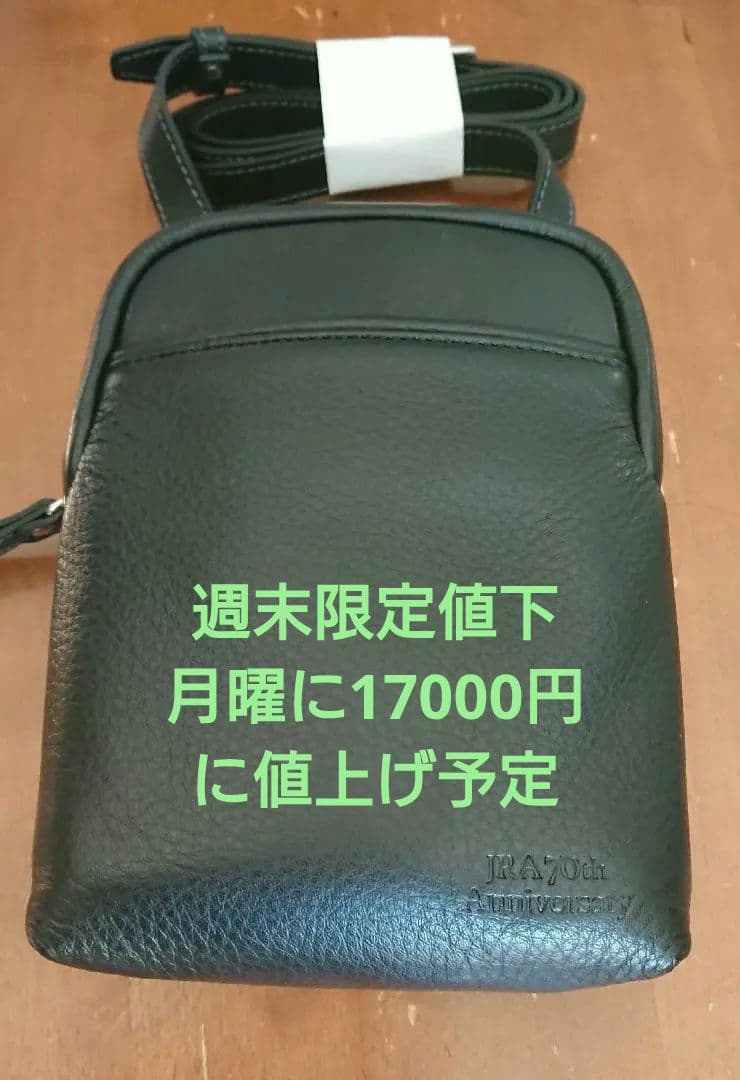 週末限定値下
月曜に17000円
に値上げ予定
JRA70th
Anniversary